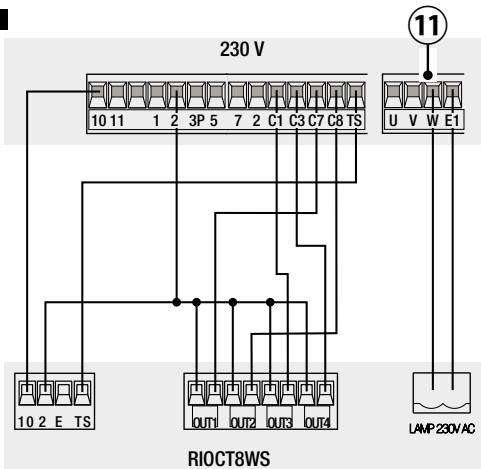 11
230 V
10 11 1 2 3P 5 7 2 C1 C3 C7 C8 TS
U V W E1
10 2 E TS
OUT1 OUT2 OUT3 OUT4
LAMP 230V AC
RIOCT8WS